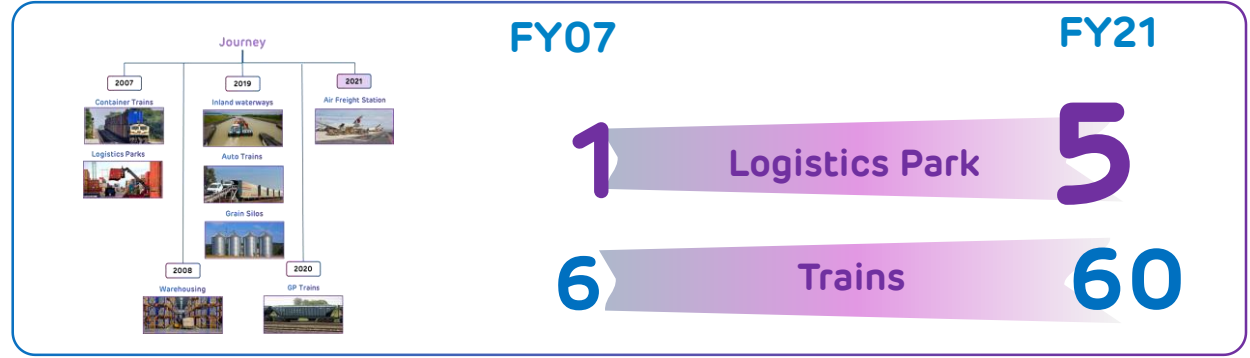 Journey
2007
Container Trains
Logistics Parks
2019
Inland waterways
Auto Trains
Grain Silos
2021
Air Freight Station
2008
Warehousing
2020
GP Trains
FY07
FY21
1
Logistics Park
5
6
Trains
60